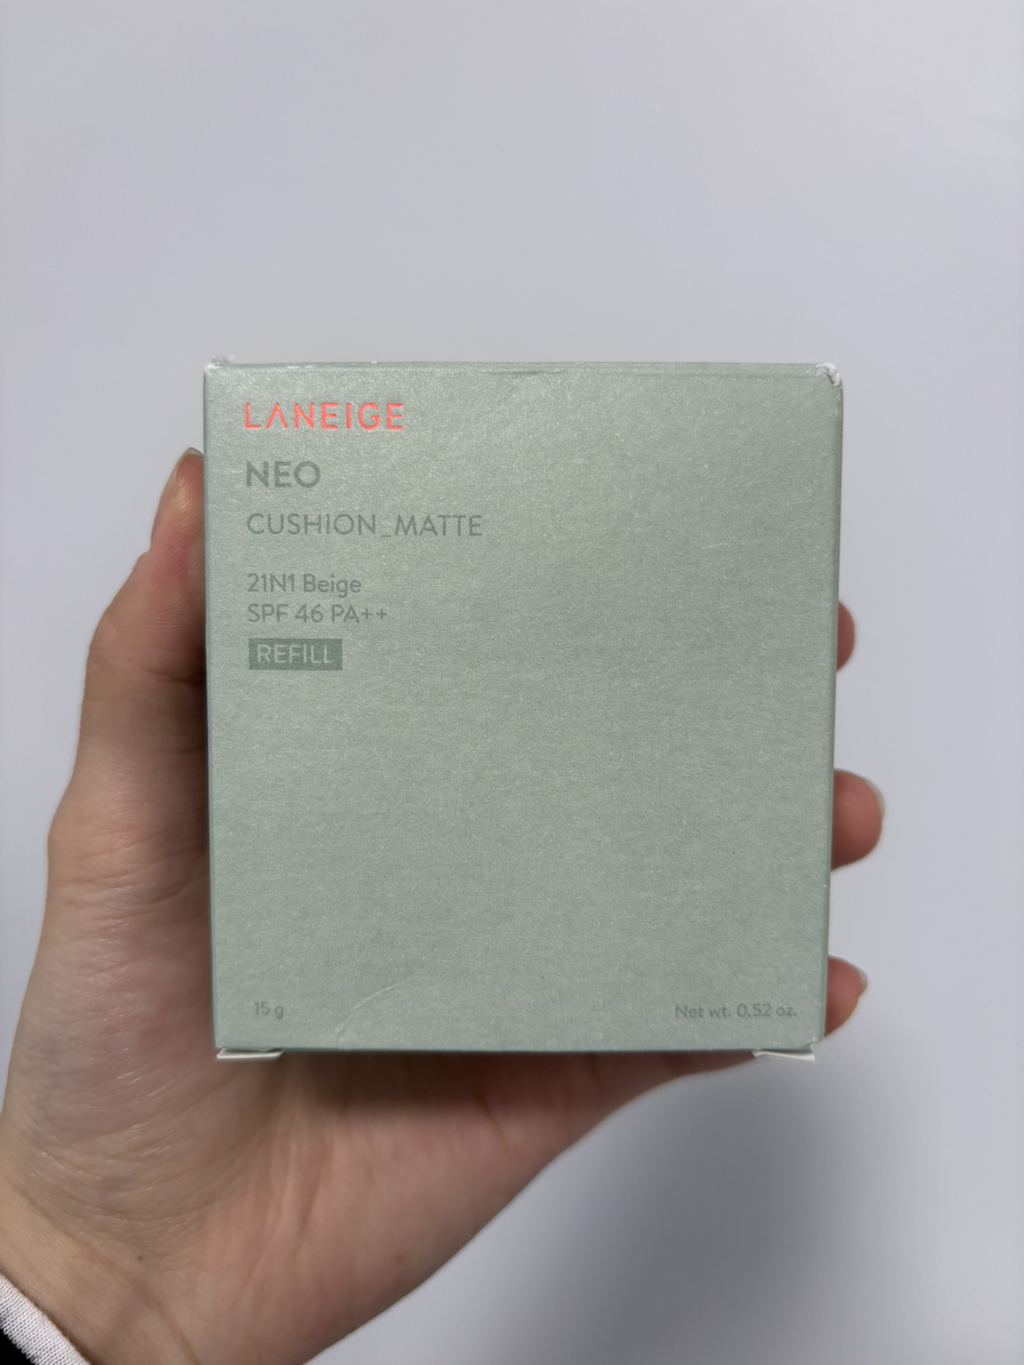 LANEIGE
NEO
CUSHION_MATTE
21N1 Beige
SPF 46 PA++
REFILL
15 g
Net wt. 0.52 oz.